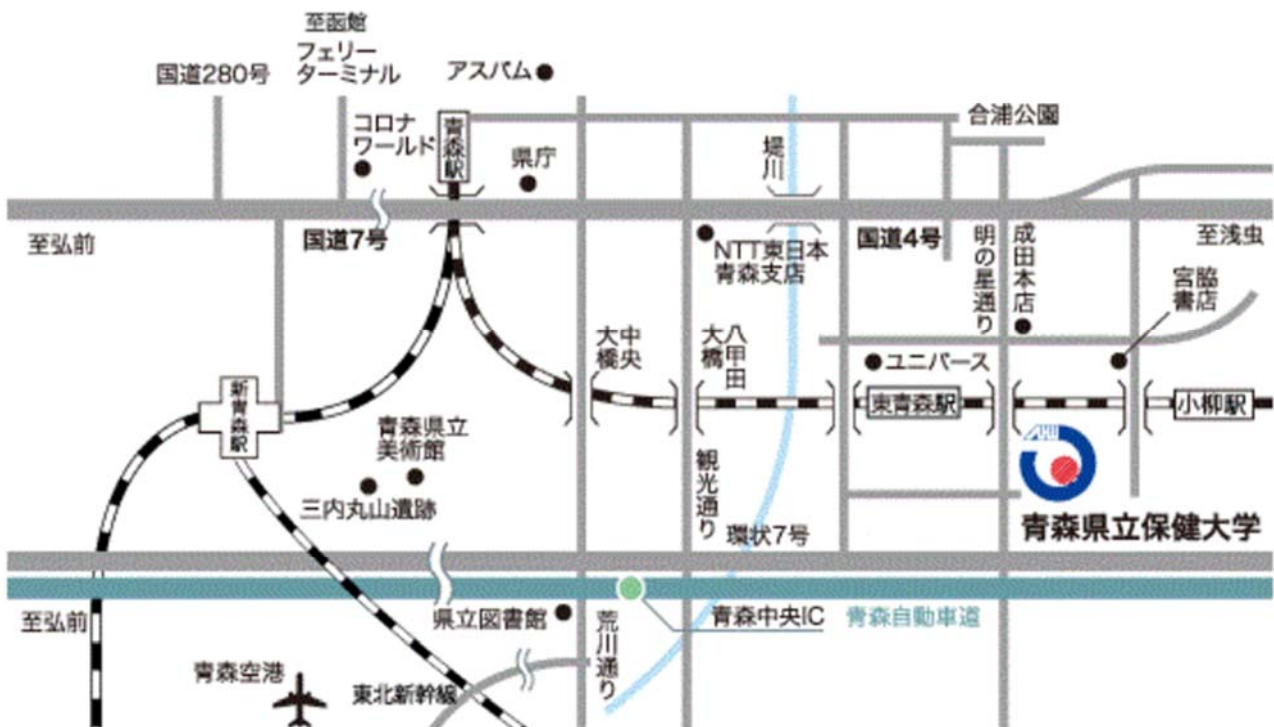 至函館
フェリー
ターミナル
国道280号
アスパム
コロナ
ワールド
青森駅
県庁
合浦公園
堤川
至弘前
国道7号
NTT東日本
青森支店
国道4号
明の星通り
成田本店
至浅虫
宮脇
書店
中央
大橋
八甲田
大橋
ユニバース
新青森駅
東青森駅
小柳駅
青森県立
美術館
三内丸山遺跡
観光通り
環状7号
青森県立保健大学
至弘前
県立図書館
荒川通り
青森中央IC
青森自動車道
青森空港
東北新幹線